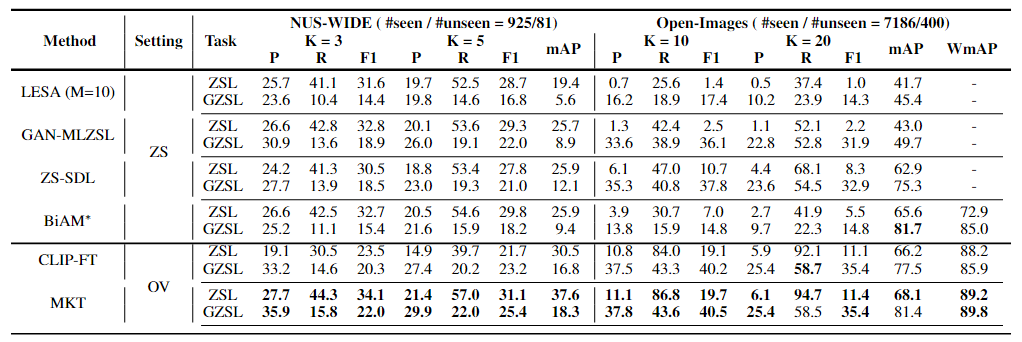 NUS-WIDE ( #seen / #unseen = 925/81) Open-Images ( #seen / #unseen = 7186/400)
Method Setting Task K = 3 K = 5 mAP K = 10 K = 20 mAP WmAP
P R F1 P R F1 P R F1 P R F1
LESA (M=10) ZS ZSL 25.7 41.1 31.6 19.7 52.5 28.7 19.4 0.7 25.6 1.4 0.5 37.4 1.0 41.7 -
GZSL 23.6 10.4 14.4 19.8 14.6 16.8 5.6 16.2 18.9 17.4 10.2 23.9 14.3 45.4 -
GAN-MLZSL ZSL 26.6 42.8 32.8 20.1 53.6 29.3 25.7 1.3 42.4 2.5 1.1 52.1 2.2 43.0 -
GZSL 30.9 13.6 18.9 26.0 19.1 22.0 8.9 33.6 38.9 36.1 22.8 52.8 31.9 49.7 -
ZS-SDL ZSL 24.2 41.3 30.5 18.8 53.4 27.8 25.9 6.1 47.0 10.7 4.4 68.1 8.3 62.9 -
GZSL 27.7 13.9 18.5 23.0 19.3 21.0 12.1 35.3 40.8 37.8 23.6 54.5 32.9 75.3 -
BiAM* ZSL 26.6 42.5 32.7 20.5 54.6 29.8 25.9 3.9 30.7 7.0 2.7 41.9 5.5 65.6 72.9
GZSL 25.2 11.1 15.4 21.6 15.9 18.2 9.4 13.8 15.9 14.8 9.7 22.3 14.8 81.7 85.0
CLIP-FT OV ZSL 19.1 30.5 23.5 14.9 39.7 21.7 30.5 10.8 84.0 19.1 5.9 92.1 11.1 66.2 88.2
GZSL 33.2 14.6 20.3 27.4 20.2 23.2 16.8 37.5 43.3 40.2 25.4 58.7 35.4 77.5 85.9
MKT ZSL 27.7 44.3 34.1 21.4 57.0 31.1 37.6 11.1 86.8 19.7 6.1 94.7 11.4 68.1 89.2
GZSL 35.9 15.8 22.0 29.9 22.0 25.4 18.3 37.8 43.6 40.5 25.4 58.5 35.4 81.4 89.8